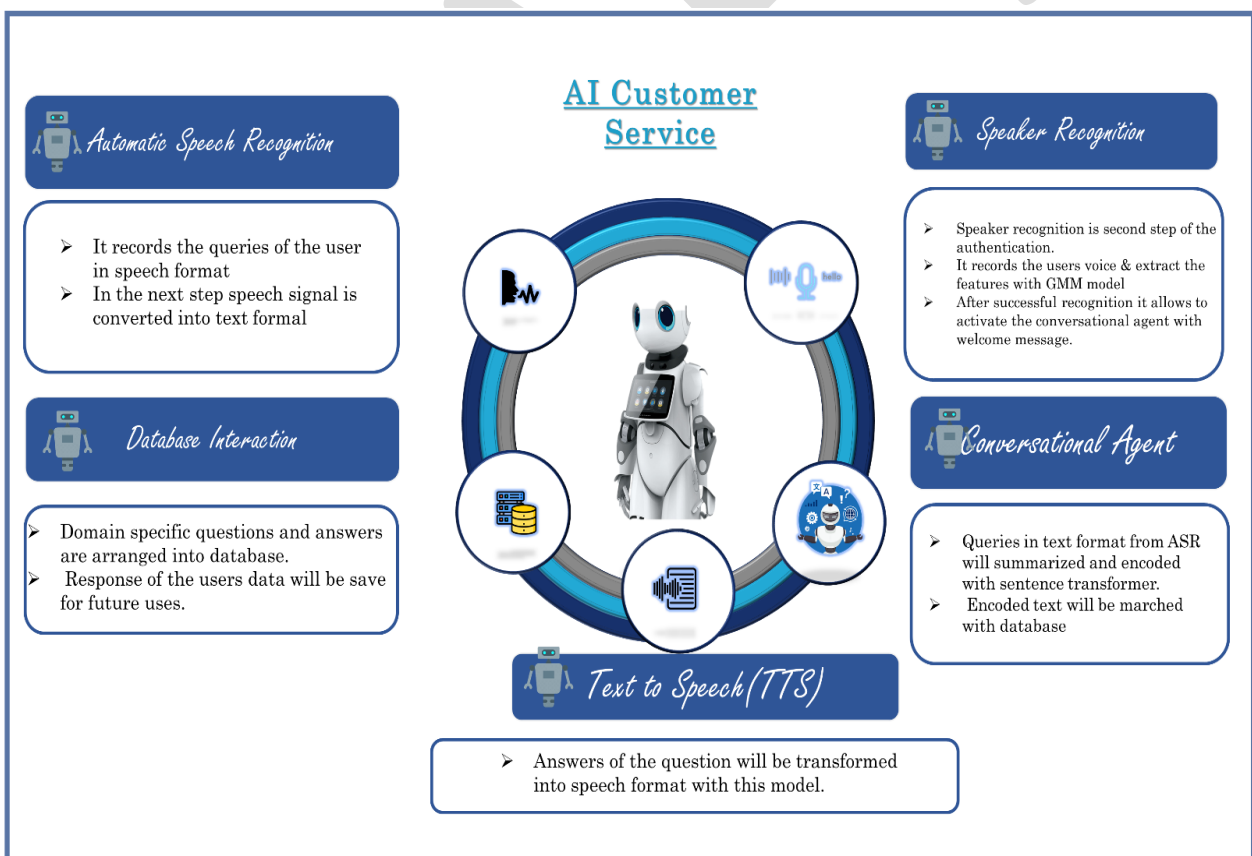 AI Customer
Service
Automatic Speech Recognition
It records the queries of the user
in speech format
In the next step speech signal is
converted into text formal
Speaker Recognition
Speaker recognition is second step of the
authentication.
It records the users voice & extract the
features with GMM model
After successful recognition it allows to
activate the conversational agent with
welcome message.
hello
Database Interaction
Domain specific questions and answers
are arranged into database.
Response of the users data will be save
for future uses.
Conversational Agent
Queries in text format from ASR
will summarized and encoded
with sentence transformer.
Encoded text will be marched
with database
文 A ! ?
Text to Speech(TTS)
Answers of the question will be transformed
into speech format with this model.